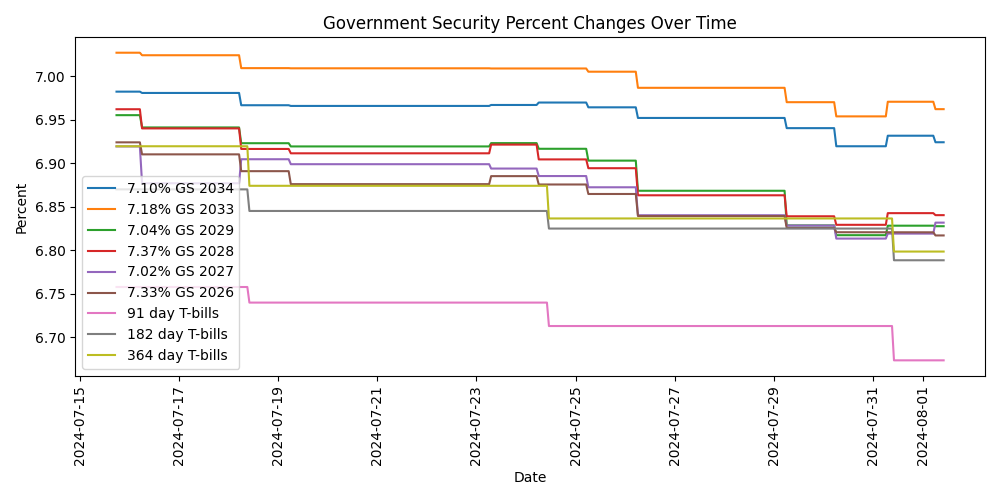 Government Security Percent Changes Over Time
Percent
7.00
6.95
6.90
6.85
6.80
6.75
6.70
7.10% GS 2034
7.18% GS 2033
7.04% GS 2029
7.37% GS 2028
7.02% GS 2027
7.33% GS 2026
91 day T-bills
182 day T-bills
364 day T-bills
2024-07-15
2024-07-17
2024-07-19
2024-07-21
2024-07-23
2024-07-25
2024-07-27
2024-07-29
2024-07-31
2024-08-01
Date